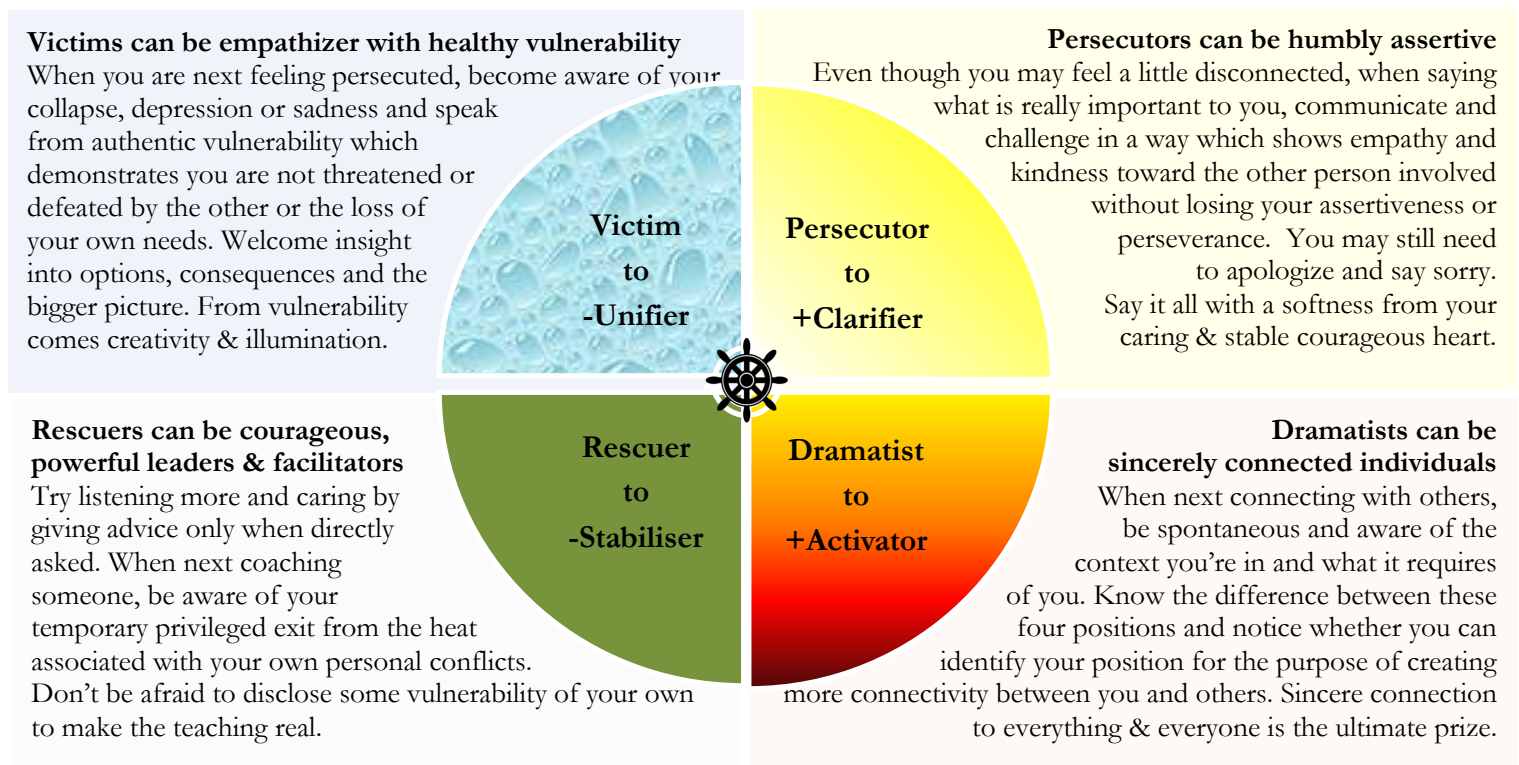 Victims can be empathizer with healthy vulnerability
When you are next feeling persecuted, become aware of your
collapse, depression or sadness and speak
from authentic vulnerability which
demonstrates you are not threatened or
defeated by the other or the loss of
your own needs. Welcome insight
into options, consequences and the
bigger picture. From vulnerability
comes creativity & illumination.
Persecutors can be humbly assertive
Even though you may feel a little disconnected, when saying
what is really important to you, communicate and
challenge in a way which shows empathy and
kindness toward the other person involved
without losing your assertiveness or
perseverance.  You may still need
to apologize and say sorry.
Say it all with a softness from your
caring & stable courageous heart.
Victim
to
-Unifier
Persecutor
to
+Clarifier
Rescuer
to
-Stabiliser
Dramatist
to
+Activator
Rescuers can be courageous,
powerful leaders & facilitators
Try listening more and caring by
giving advice only when directly
asked. When next coaching
someone, be aware of your
temporary privileged exit from the heat
associated with your own personal conflicts.
Don’t be afraid to disclose some vulnerability of your own
to make the teaching real.
Dramatists can be
sincerely connected individuals
When next connecting with others,
be spontaneous and aware of the
context you’re in and what it requires
of you. Know the difference between these
four positions and notice whether you can
identify your position for the purpose of creating
more connectivity between you and others. Sincere connection
to everything & everyone is the ultimate prize.